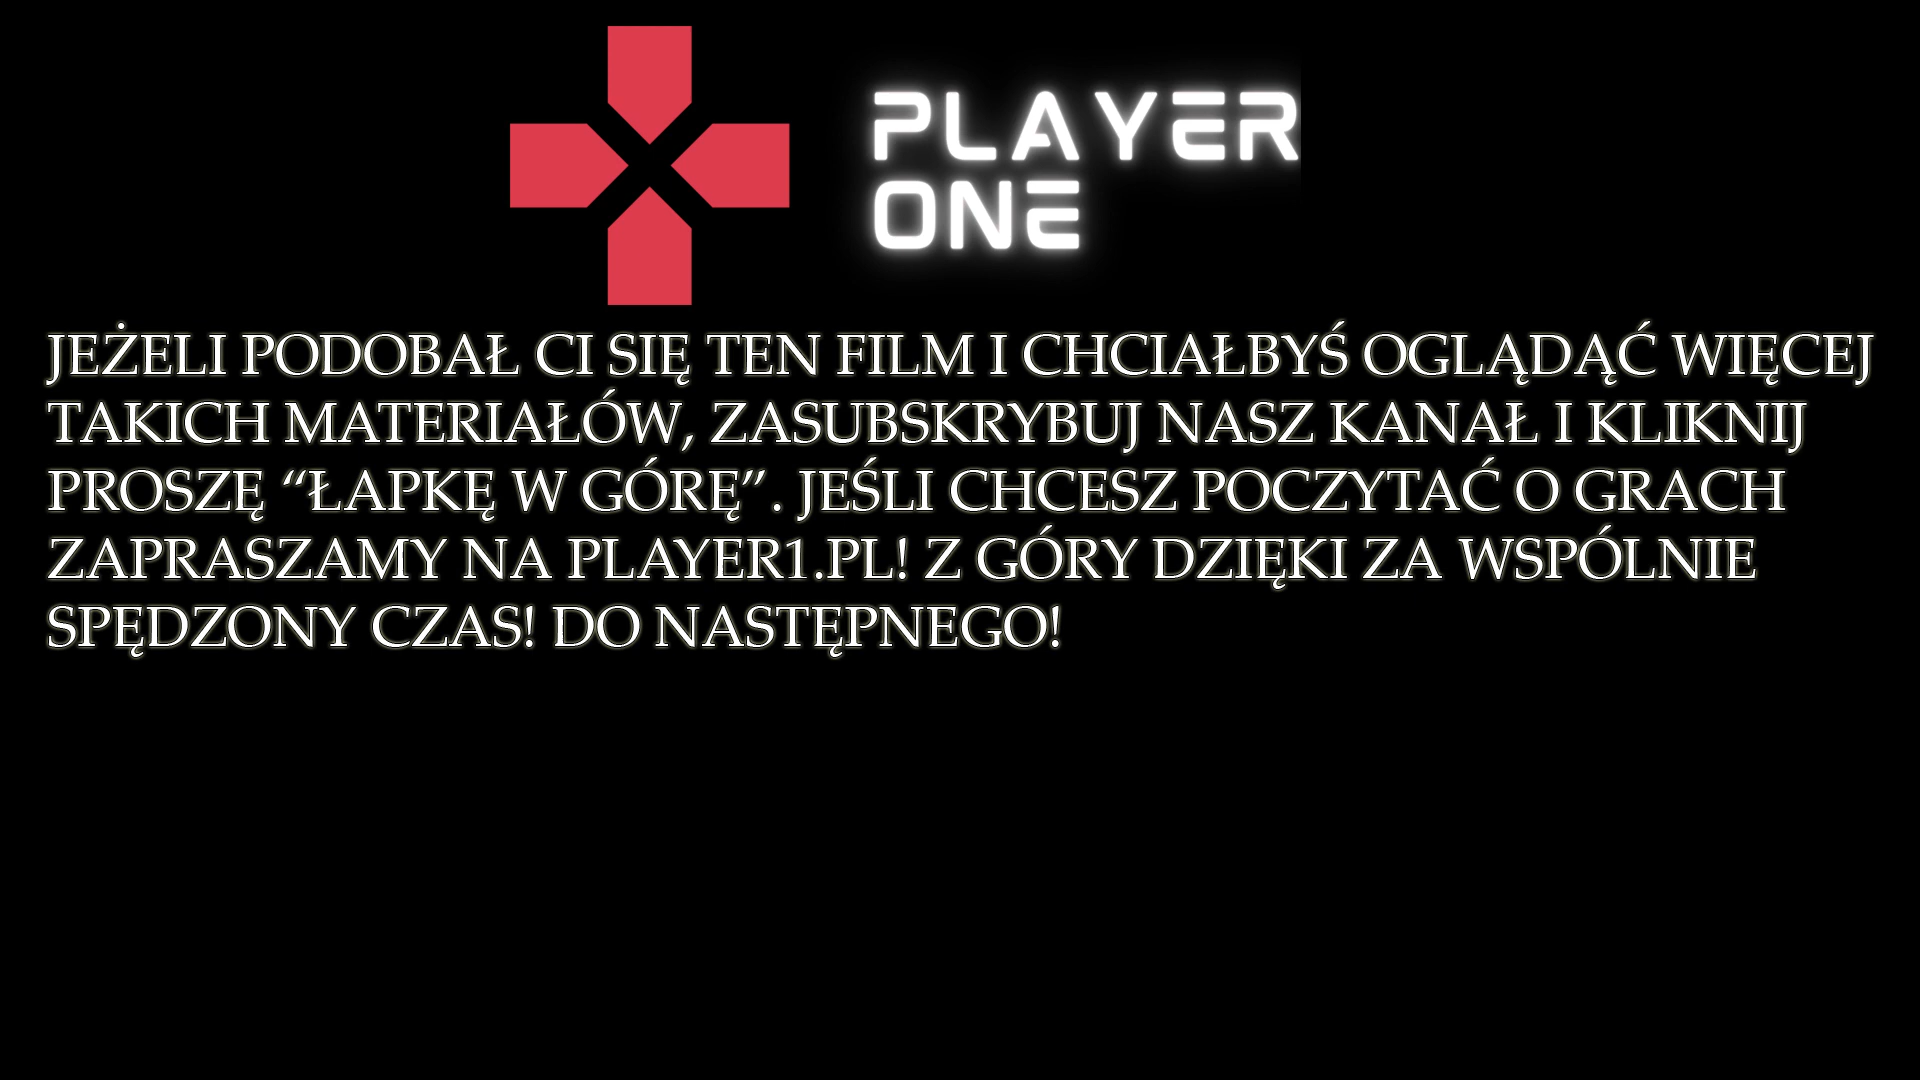 PLAYER
ONE
JEŻELI PODOBAŁ CI SIĘ TEN FILM I CHCIAŁBYŚ OGLĄDĄĆ WIĘCEJ
TAKICH MATERIAŁÓW, ZASUBSKRYBUJ NASZ KANAŁ I KLIKNIJ
PROSZĘ “ŁAPKĘ W GÓRĘ”. JEŚLI CHCESZ POCZYTAĆ O GRACH
ZAPRASZAMY NA PLAYER1.PL! Z GÓRY DZIĘKI ZA WSPÓLNIE
SPĘDZONY CZAS! DO NASTĘPNEGO!